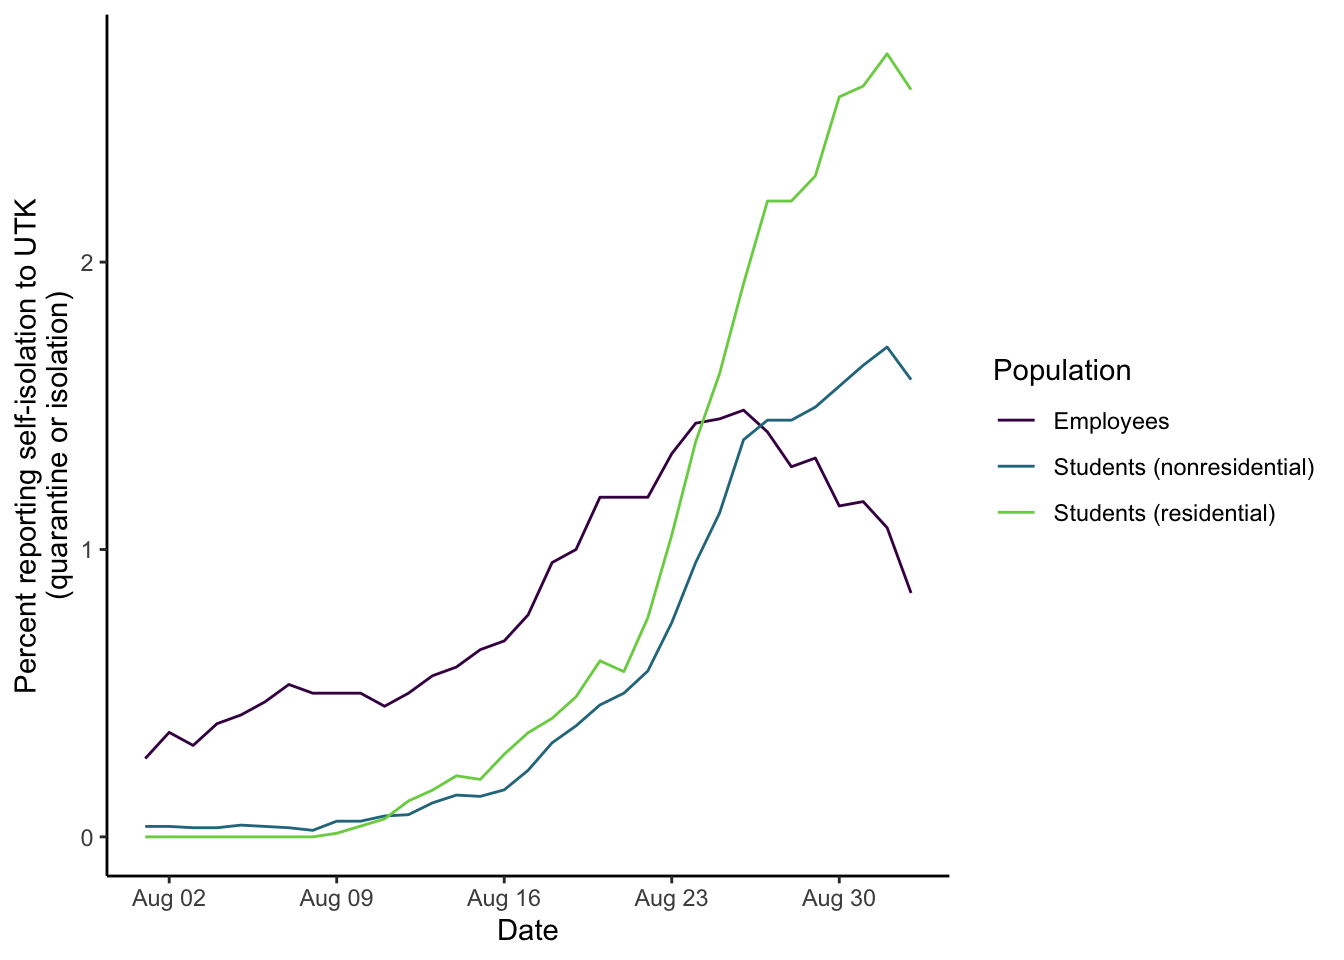 Percent reporting self-isolation to UTK
(quarantine or isolation)
2
1
0
Aug 02
Aug 09
Aug 16
Aug 23
Aug 30
Date
Population
Employees
Students (nonresidential)
Students (residential)